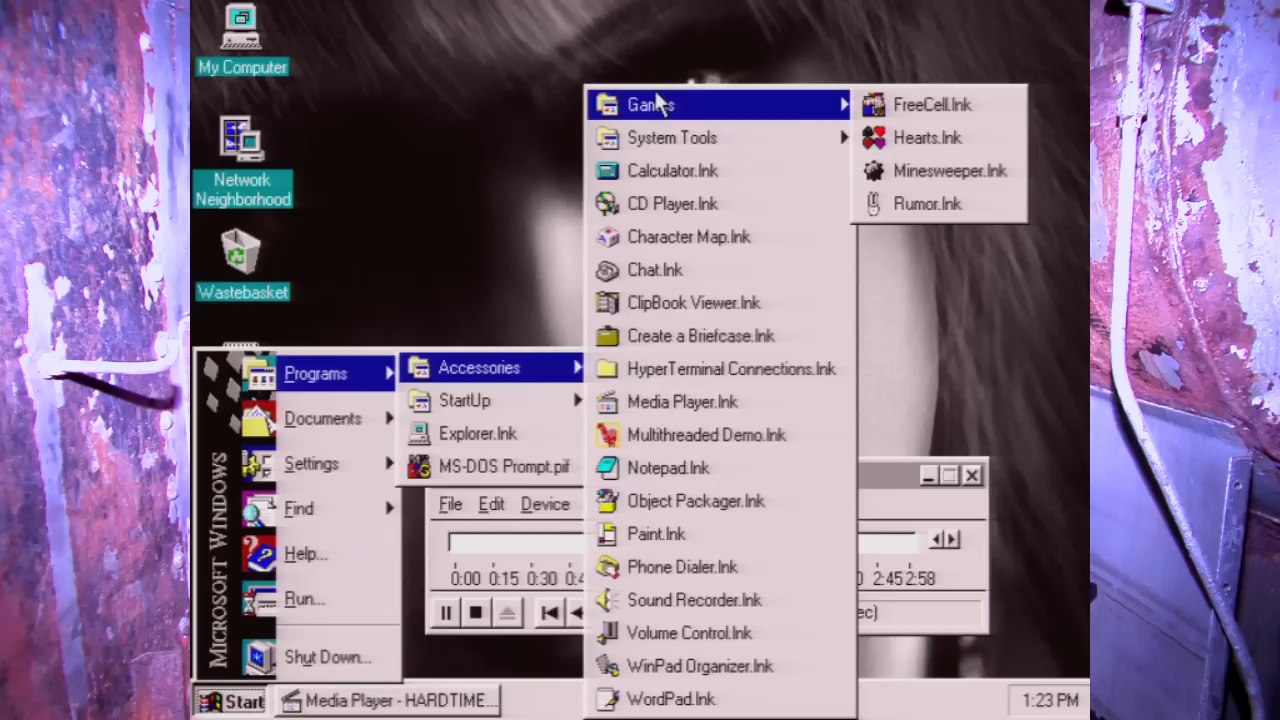 My Computer
Network
Neighborhood
Wastebasket
MICROSOFT WINDOWS
Programs
Documents
Settings
Find
Help...
Run...
Shut Down...
Accessories
StartUp
Explorer.lnk
MS-DOS Prompt.pif
Games
System Tools
Calculator.lnk
CD Player.lnk
Character Map.lnk
Chat.lnk
ClipBook Viewer.lnk
Create a Briefcase.lnk
HyperTerminal Connections.lnk
Media Player.lnk
Multithreaded Demo.lnk
Notepad.lnk
Object Packager.lnk
Paint.lnk
Phone Dialer.lnk
Sound Recorder.lnk
Volume Control.lnk
WinPad Organizer.lnk
WordPad.lnk
FreeCell.lnk
Hearts.lnk
Minesweeper.lnk
Rumor.lnk
File Edit Device
0:00 0:15 0:30 2:45 2:58
ec)
Start
Media Player - HARDTIME...
1:23 PM